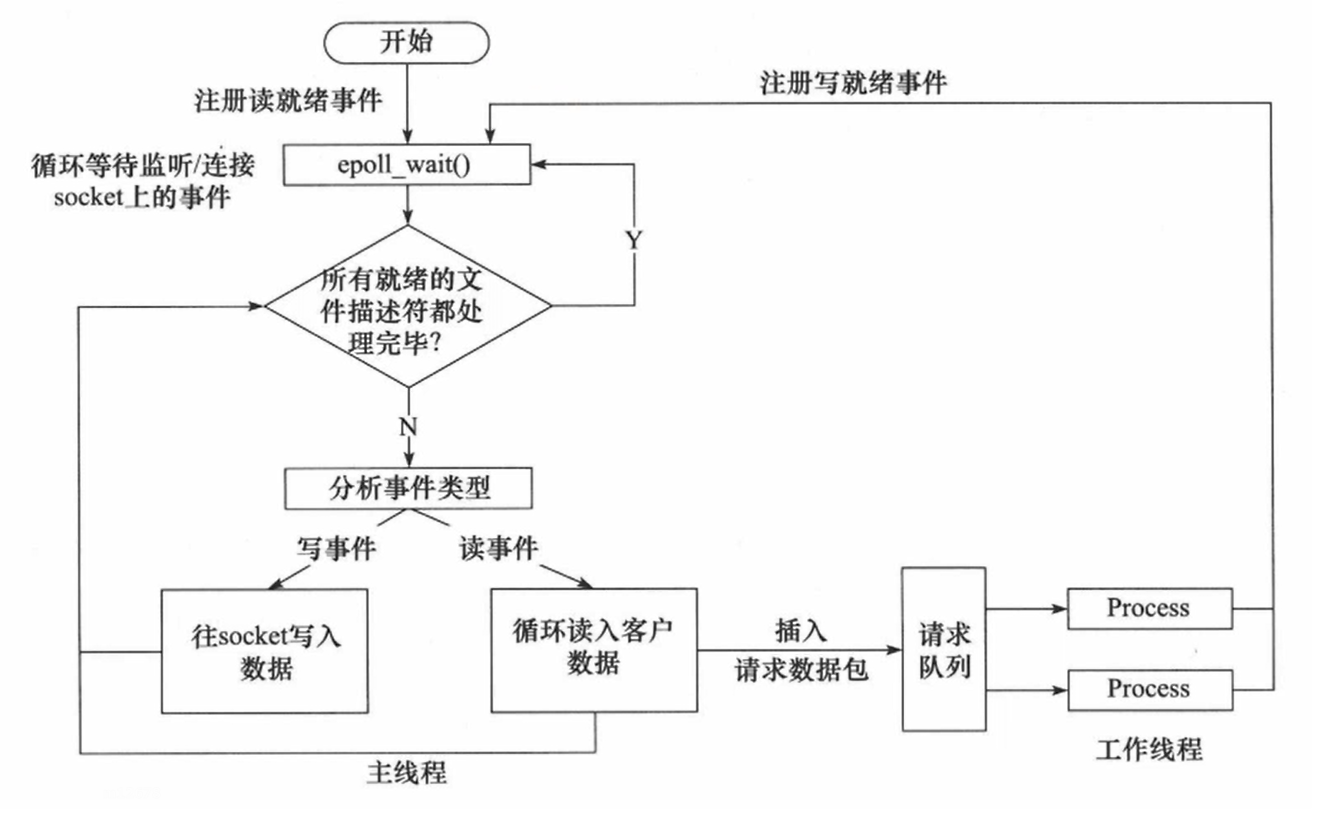 开始
注册读就绪事件
注册写就绪事件
循环等待监听/连接
socket上的事件
epoll_wait()
Y
所有就绪的文
件描述符都处
理完毕?
N
分析事件类型
写事件
读事件
往socket写入
数据
循环读入客户
数据
插入
请求数据包
请求
队列
Process
Process
工作线程
主线程